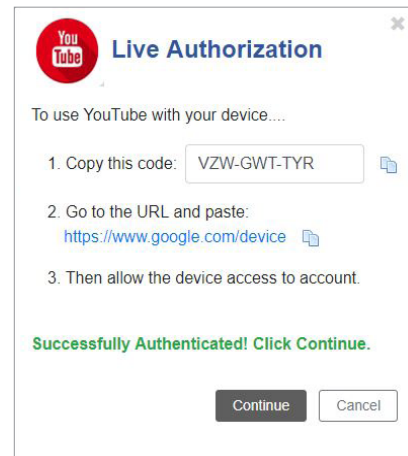 You
Tube
Live Authorization
To use YouTube with your device....
1. Copy this code: VZW-GWT-TYR
2. Go to the URL and paste:
https://www.google.com/device
3. Then allow the device access to account.
Successfully Authenticated! Click Continue.
Continue Cancel